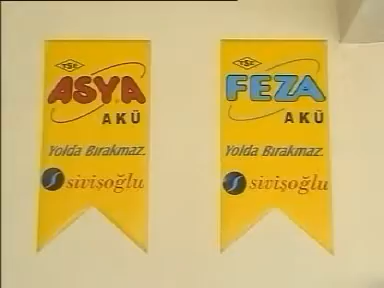 TSE
ASYA
AKÜ
Yolda Bırakmaz.
sivişoğlu
TSE
FEZA
AKÜ
Yolda Bırakmaz.
sivişoğlu